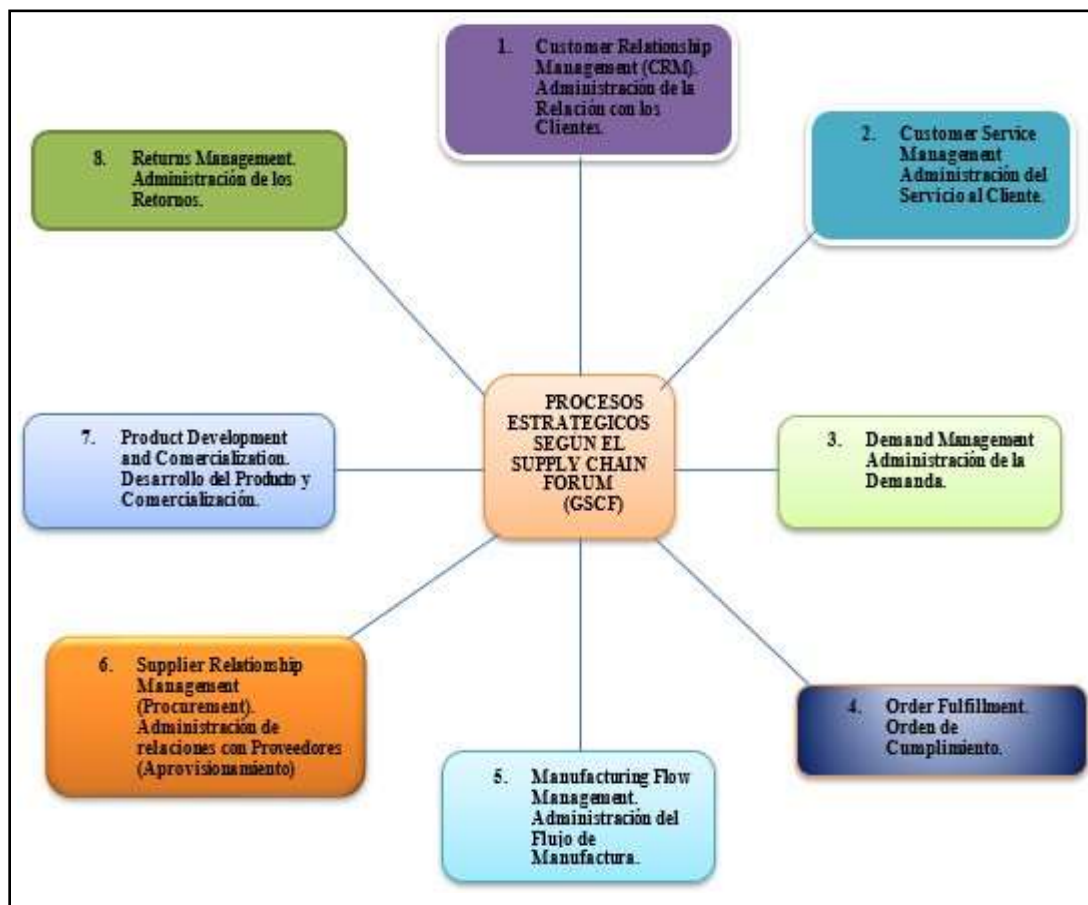 1. Customer Relationship
Management (CRM).
Administración de la
Relación con los
Clientes.
2. Customer Service
Management
Administración del
Servicio al Cliente.
8. Returns Management.
Administración de los
Retornos.
PROCESOS
ESTRATEGICOS
SEGUN EL
SUPPLY CHAIN
FORUM
(GSCF)
7. Product Development
and Comercialization.
Desarrollo del Producto y
Comercialización.
3. Demand Management
Administración de la
Demanda.
6. Supplier Relationship
Management
(Procurement).
Administración de
relaciones con Proveedores
(Aprovisionamiento)
4. Order Fulfillment.
Orden de
Cumplimiento.
5. Manufacturing Flow
Management.
Administración del
Flujo de
Manufactura.